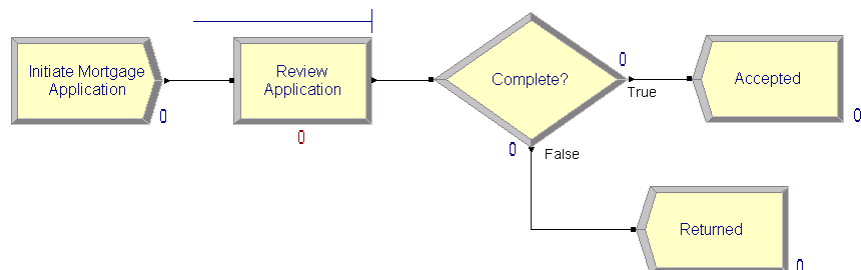 Initiate Mortgage
Application
0
Review
Application
0
Complete?
0
True
0
False
Accepted
0
Returned
0